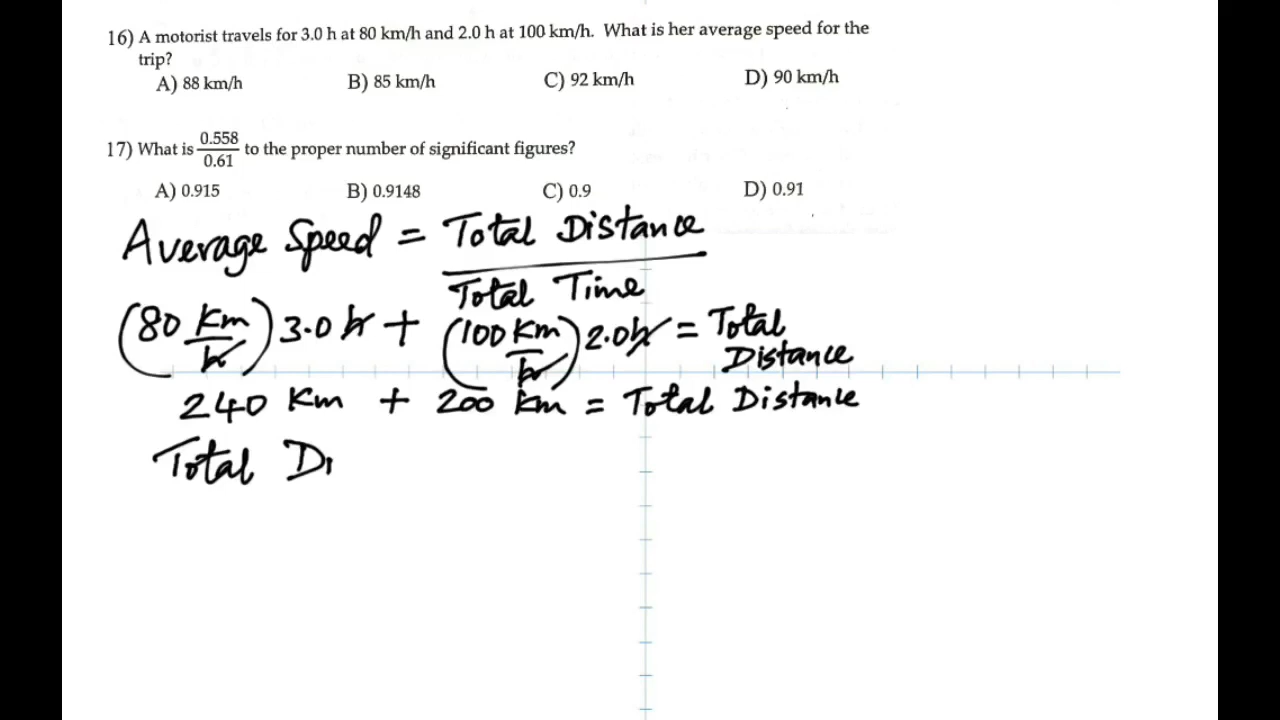 16) A motorist travels for 3.0 h at 80 km/h and 2.0 h at 100 km/h. What is her average speed for the
trip?
A) 88 km/h B) 85 km/h C) 92 km/h D) 90 km/h
17) What is 0.558/0.61 to the proper number of significant figures?
A) 0.915 B) 0.9148 C) 0.9 D) 0.91
Average Speed = Total Distance
Total Time
(80 Km/h) 3.0 h + (100 Km/h) 2.0 h = Total
Distance
240 Km + 200 km = Total Distance
Total Di